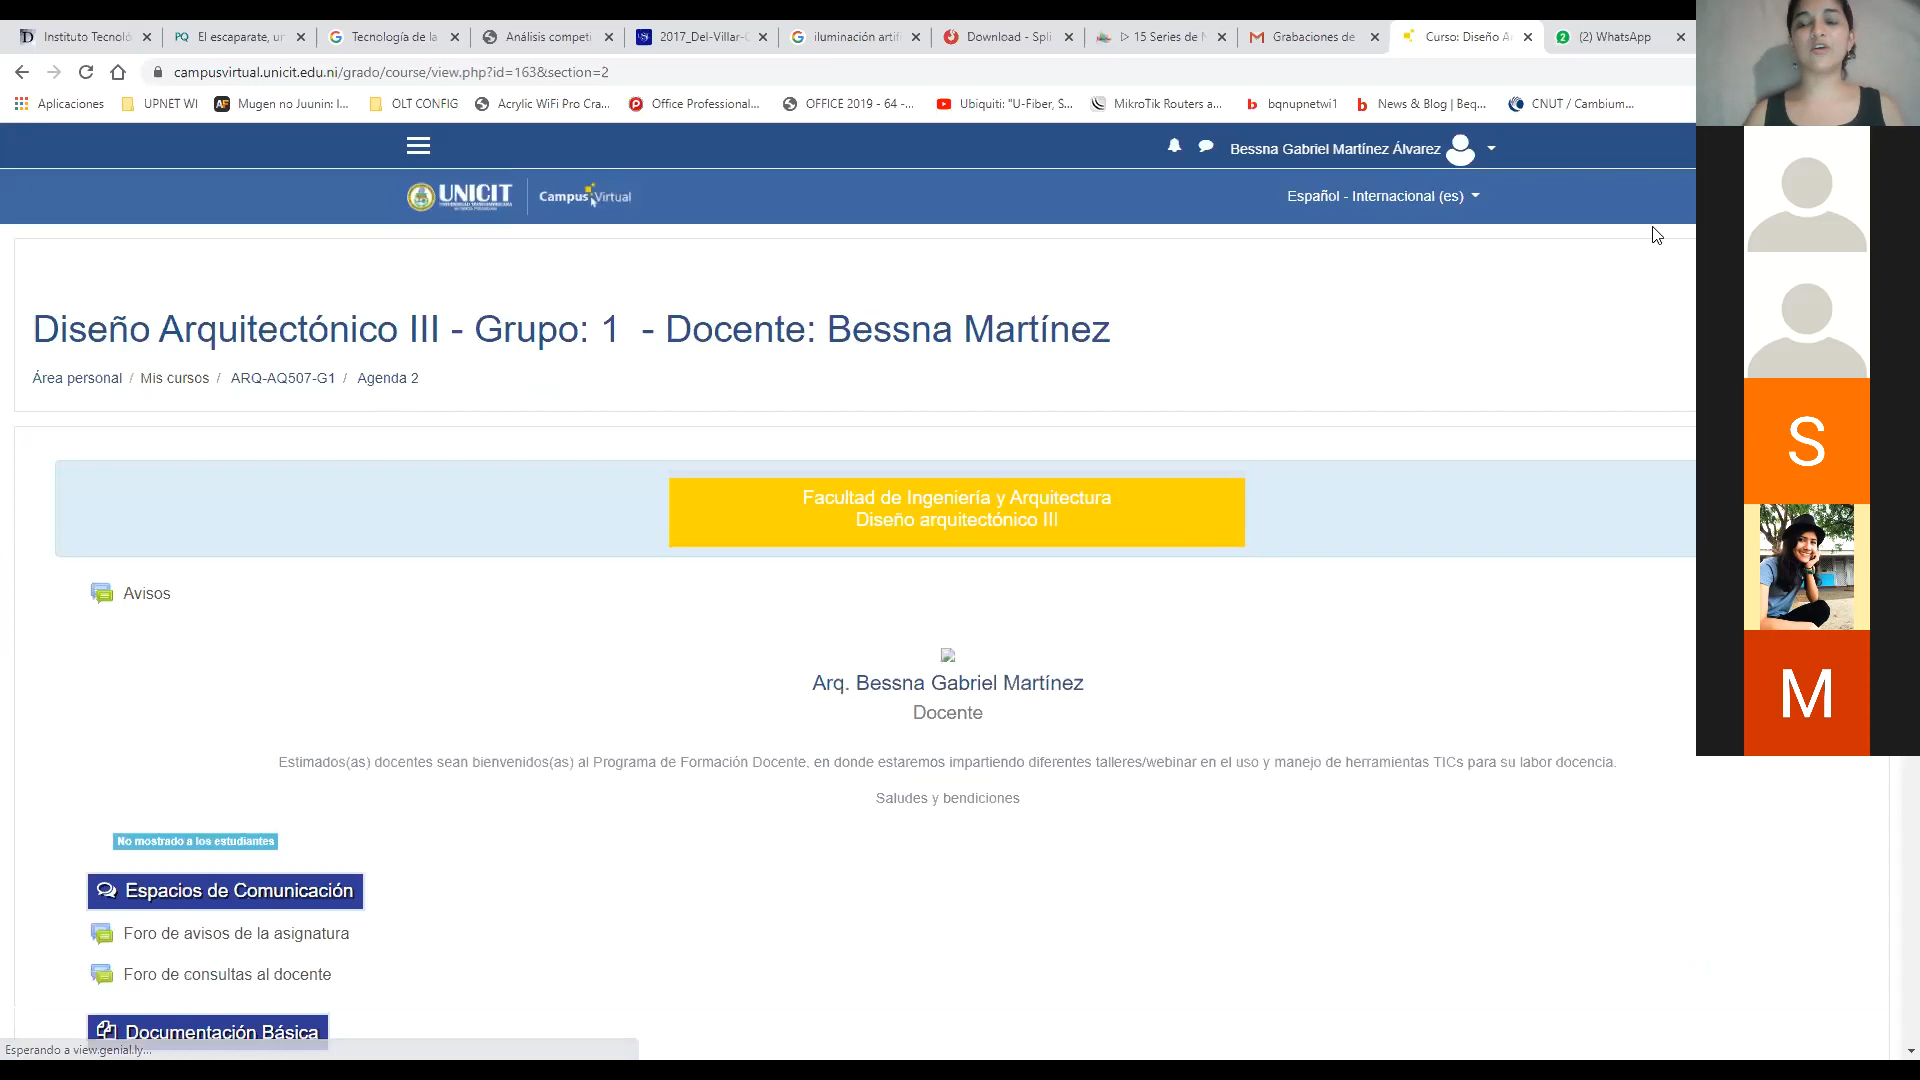 Instituto Tecnoló
El escaparate, un
Tecnología de la
Análisis competi
2017_Del-Villar-C
iluminación artifi
Download - Spli
15 Series de N
Grabaciones de
Curso: Diseño A
(2) WhatsApp
campusvirtual.unicit.edu.ni/grado/course/view.php?id=163&section=2
Aplicaciones
UPNET WI
Mugen no Juunin: I...
OLT CONFIG
Acrylic WiFi Pro Cra...
Office Professional...
OFFICE 2019 - 64 -...
Ubiquiti: "U-Fiber, S...
MikroTik Routers a...
bqnupnetwi1
News & Blog | Beq...
CNUT / Cambium...
Bessna Gabriel Martínez Álvarez
UNICIT
Campus Virtual
Español - Internacional (es)
Diseño Arquitectónico III - Grupo: 1 - Docente: Bessna Martínez
Área personal / Mis cursos / ARQ-AQ507-G1 / Agenda 2
Facultad de Ingeniería y Arquitectura
Diseño arquitectónico III
Avisos
Arq. Bessna Gabriel Martínez
Docente
Estimados(as) docentes sean bienvenidos(as) al Programa de Formación Docente, en donde estaremos impartiendo diferentes talleres/webinar en el uso y manejo de herramientas TICs para su labor docencia.
Saludes y bendiciones
No mostrado a los estudiantes
Espacios de Comunicación
Foro de avisos de la asignatura
Foro de consultas al docente
Documentación Básica
Esperando a view.genial.ly...
S
M